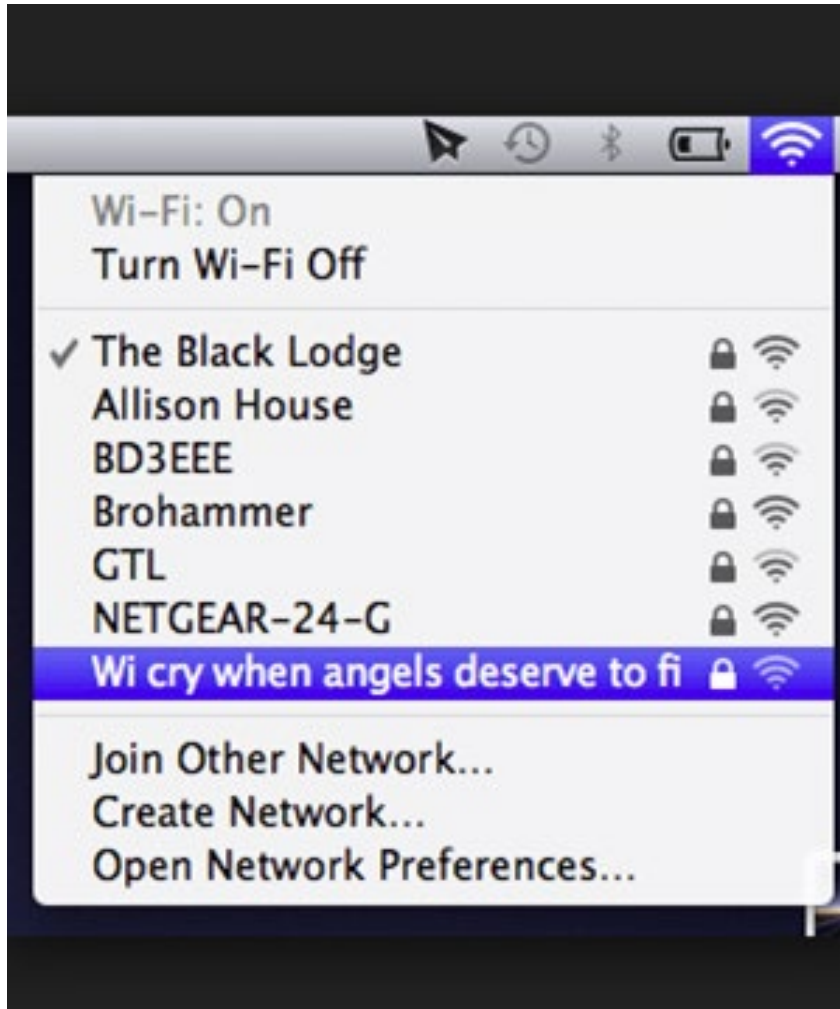 Wi-Fi: On
Turn Wi-Fi Off
The Black Lodge
Allison House
BD3EEE
Brohammer
GTL
NETGEAR-24-G
Wi cry when angels deserve to fi
Join Other Network...
Create Network...
Open Network Preferences...